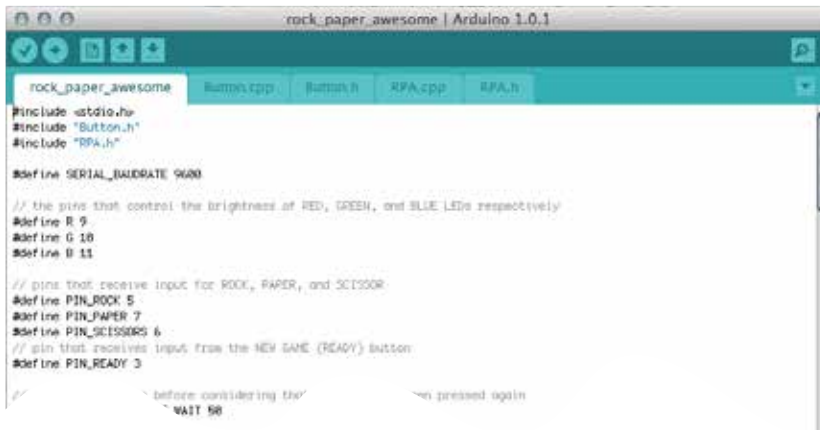 rock_paper_awesome | Arduino 1.0.1
rock_paper_awesome Button.cpp Button.h RPA.cpp RPA.h
#include <stdio.h>
#include "Button.h"
#include "RPA.h"
#define SERIAL_BAUDRATE 9600
// the pins that control the brightness of RED, GREEN, and BLUE LEDs respectively
#define R 9
#define G 10
#define B 11
// pins that receive input for ROCK, PAPER, and SCISSOR
#define PIN_ROCK 5
#define PIN_PAPER 7
#define PIN_SCISSORS 6
// pin that receives input from the NEW GAME (READY) button
#define PIN_READY 3
// before considering pressed again
WAIT 50